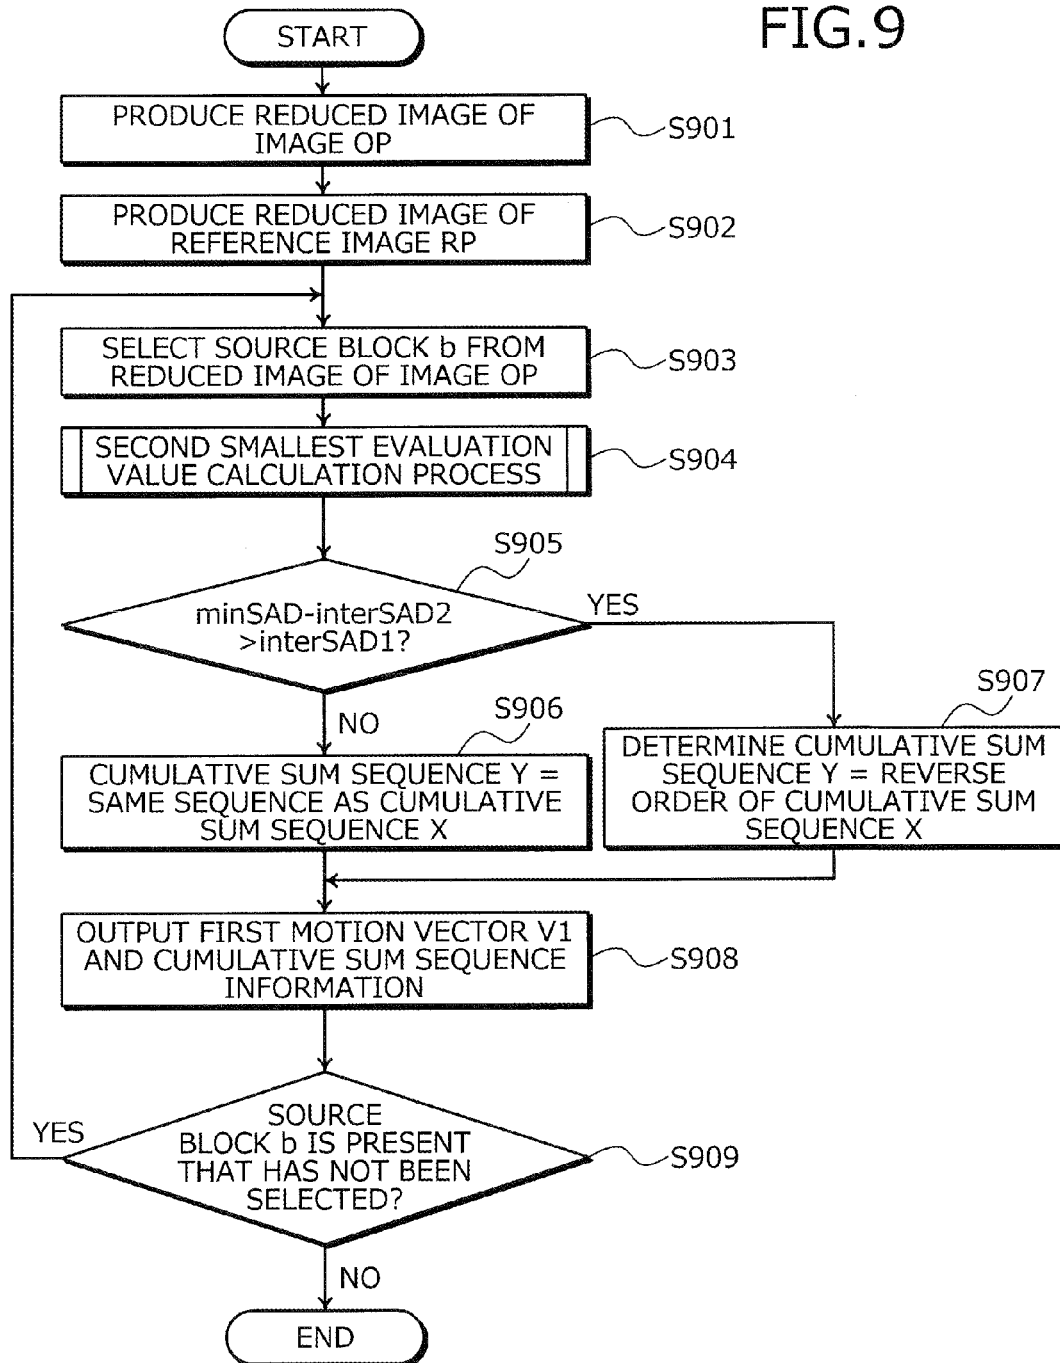 FIG.9
START
PRODUCE REDUCED IMAGE OF
IMAGE OP
S901
PRODUCE REDUCED IMAGE OF
REFERENCE IMAGE RP
S902
SELECT SOURCE BLOCK b FROM
REDUCED IMAGE OF IMAGE OP
S903
SECOND SMALLEST EVALUATION
VALUE CALCULATION PROCESS
S904
S905
minSAD-interSAD2
>interSAD1?
YES
NO
S906
CUMULATIVE SUM SEQUENCE Y =
SAME SEQUENCE AS CUMULATIVE
SUM SEQUENCE X
S907
DETERMINE CUMULATIVE SUM
SEQUENCE Y = REVERSE
ORDER OF CUMULATIVE SUM
SEQUENCE X
OUTPUT FIRST MOTION VECTOR V1
AND CUMULATIVE SUM SEQUENCE
INFORMATION
S908
YES
SOURCE
BLOCK b IS PRESENT
THAT HAS NOT BEEN
SELECTED?
S909
NO
END